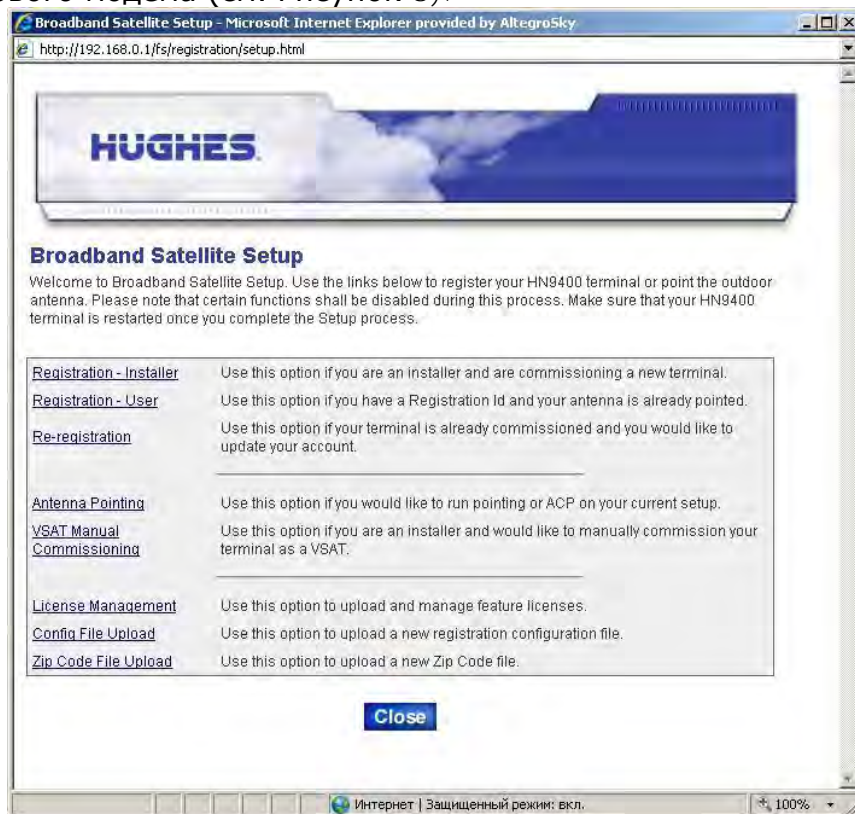 Broadband Satellite Setup - Microsoft Internet Explorer provided by AltegroSky
http://192.168.0.1/fs/registration/setup.html
HUGHES.
Broadband Satellite Setup
Welcome to Broadband Satellite Setup. Use the links below to register your HN9400 terminal or point the outdoor
antenna. Please note that certain functions shall be disabled during this process. Make sure that your HN9400
terminal is restarted once you complete the Setup process.
Registration - Installer Use this option if you are an installer and are commissioning a new terminal.
Registration - User Use this option if you have a Registration Id and your antenna is already pointed.
Re-registration Use this option if your terminal is already commissioned and you would like to
update your account.
Antenna Pointing Use this option if you would like to run pointing or ACP on your current setup.
VSAT Manual Use this option if you are an installer and would like to manually commission your
Commissioning terminal as a VSAT.
License Management Use this option to upload and manage feature licenses.
Config File Upload Use this option to upload a new registration configuration file.
Zip Code File Upload Use this option to upload a new Zip Code file.
Close
Интернет | Защищенный режим: вкл. 100%